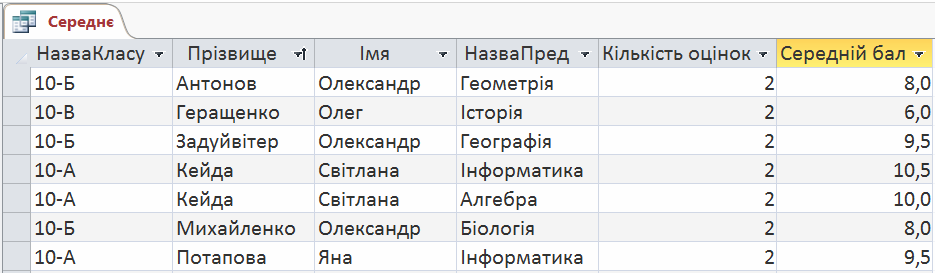 Середнє
НазваКласу Прізвище Імя НазваПред Кількість оцінок Середній бал
10-Б Антонов Олександр Геометрія 2 8,0
10-В Геращенко Олег Історія 2 6,0
10-Б Задуйвітер Олександр Географія 2 9,5
10-А Кейда Світлана Інформатика 2 10,5
10-А Кейда Світлана Алгебра 2 10,0
10-Б Михайленко Олександр Біологія 2 8,0
10-А Потапова Яна Інформатика 2 9,5